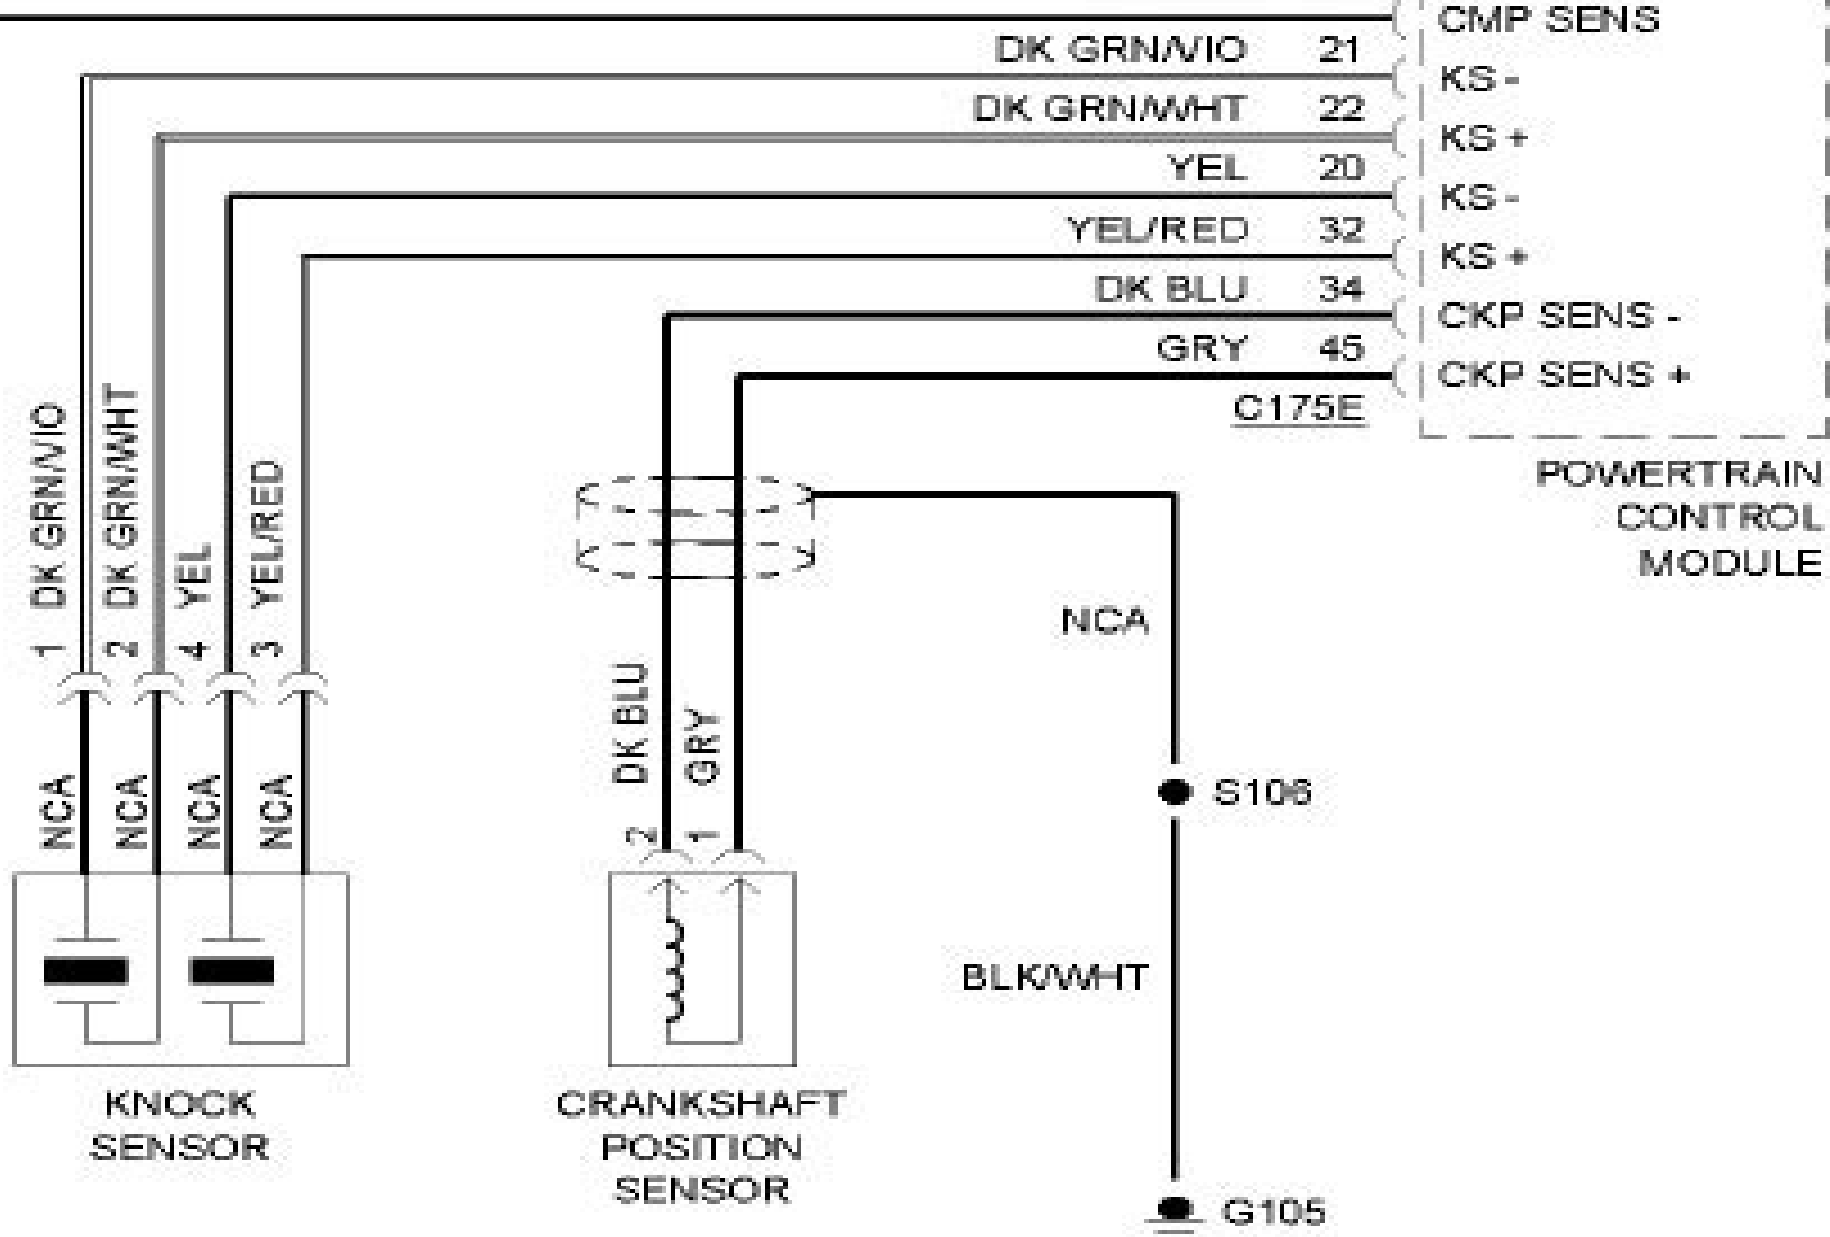 CMP SENS
DK GRN/VIO 21
KS -
DK GRN/WHT 22
KS +
YEL 20
KS -
YEL/RED 32
KS +
DK BLU 34
CKP SENS -
GRY 45
CKP SENS +
C175E
POWERTRAIN
CONTROL
MODULE
1 DK GRN/VIO
2 DK GRN/WHT
4 YEL
3 YEL/RED
NCA
NCA
NCA
NCA
2 DK BLU
1 GRY
NCA
S106
BLK/WHT
G105
KNOCK
SENSOR
CRANKSHAFT
POSITION
SENSOR